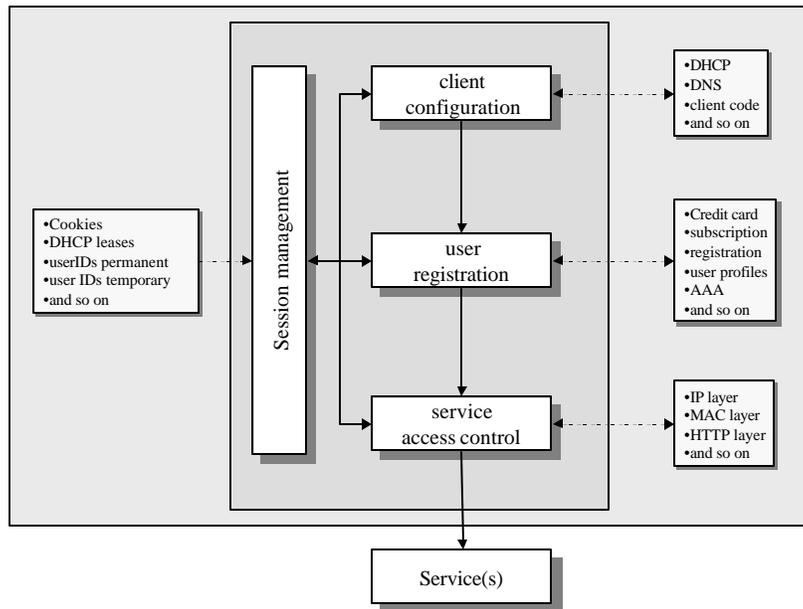 client
configuration
•DHCP
•DNS
•client code
•and so on
Session management
•Cookies
•DHCP leases
•userIDs permanent
•user IDs temporary
•and so on
user
registration
•Credit card
•subscription
•registration
•user profiles
•AAA
•and so on
service
access control
•IP layer
•MAC layer
•HTTP layer
•and so on
Service(s)